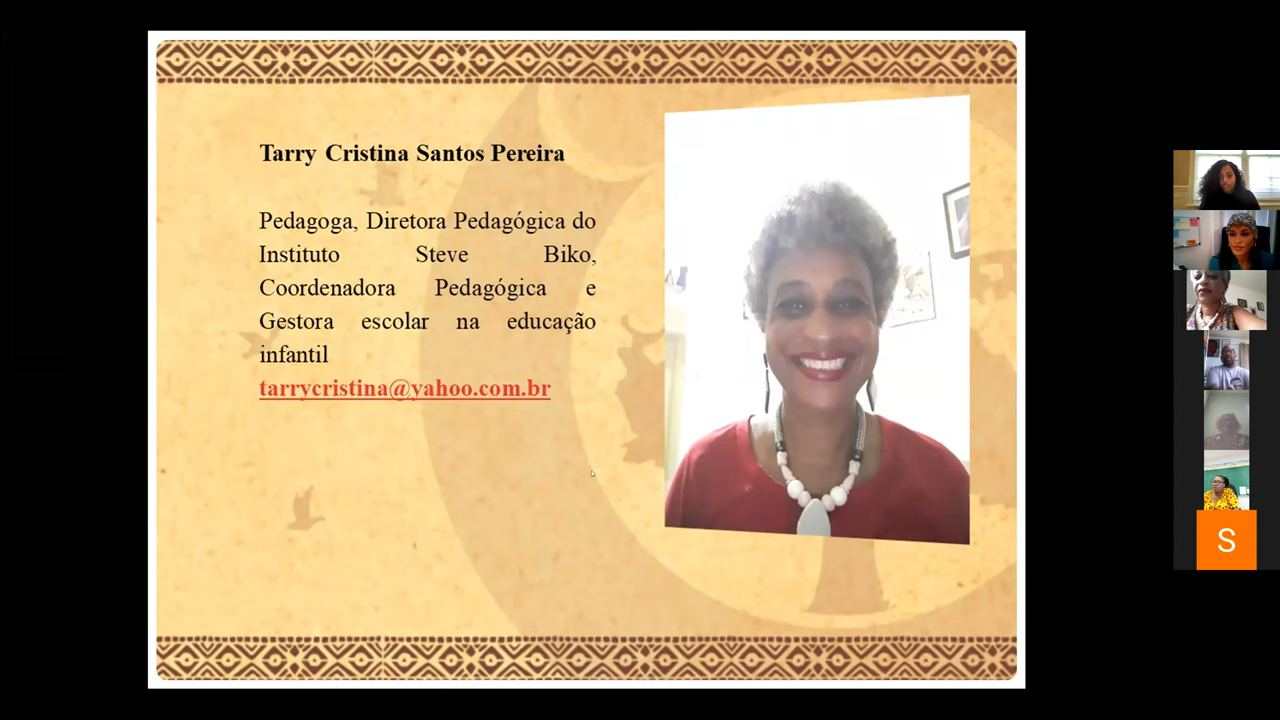 Tarry Cristina Santos Pereira
Pedagoga, Diretora Pedagógica do
Instituto Steve Biko,
Coordenadora Pedagógica e
Gestora escolar na educação
infantil
tarrycristina@yahoo.com.br
S